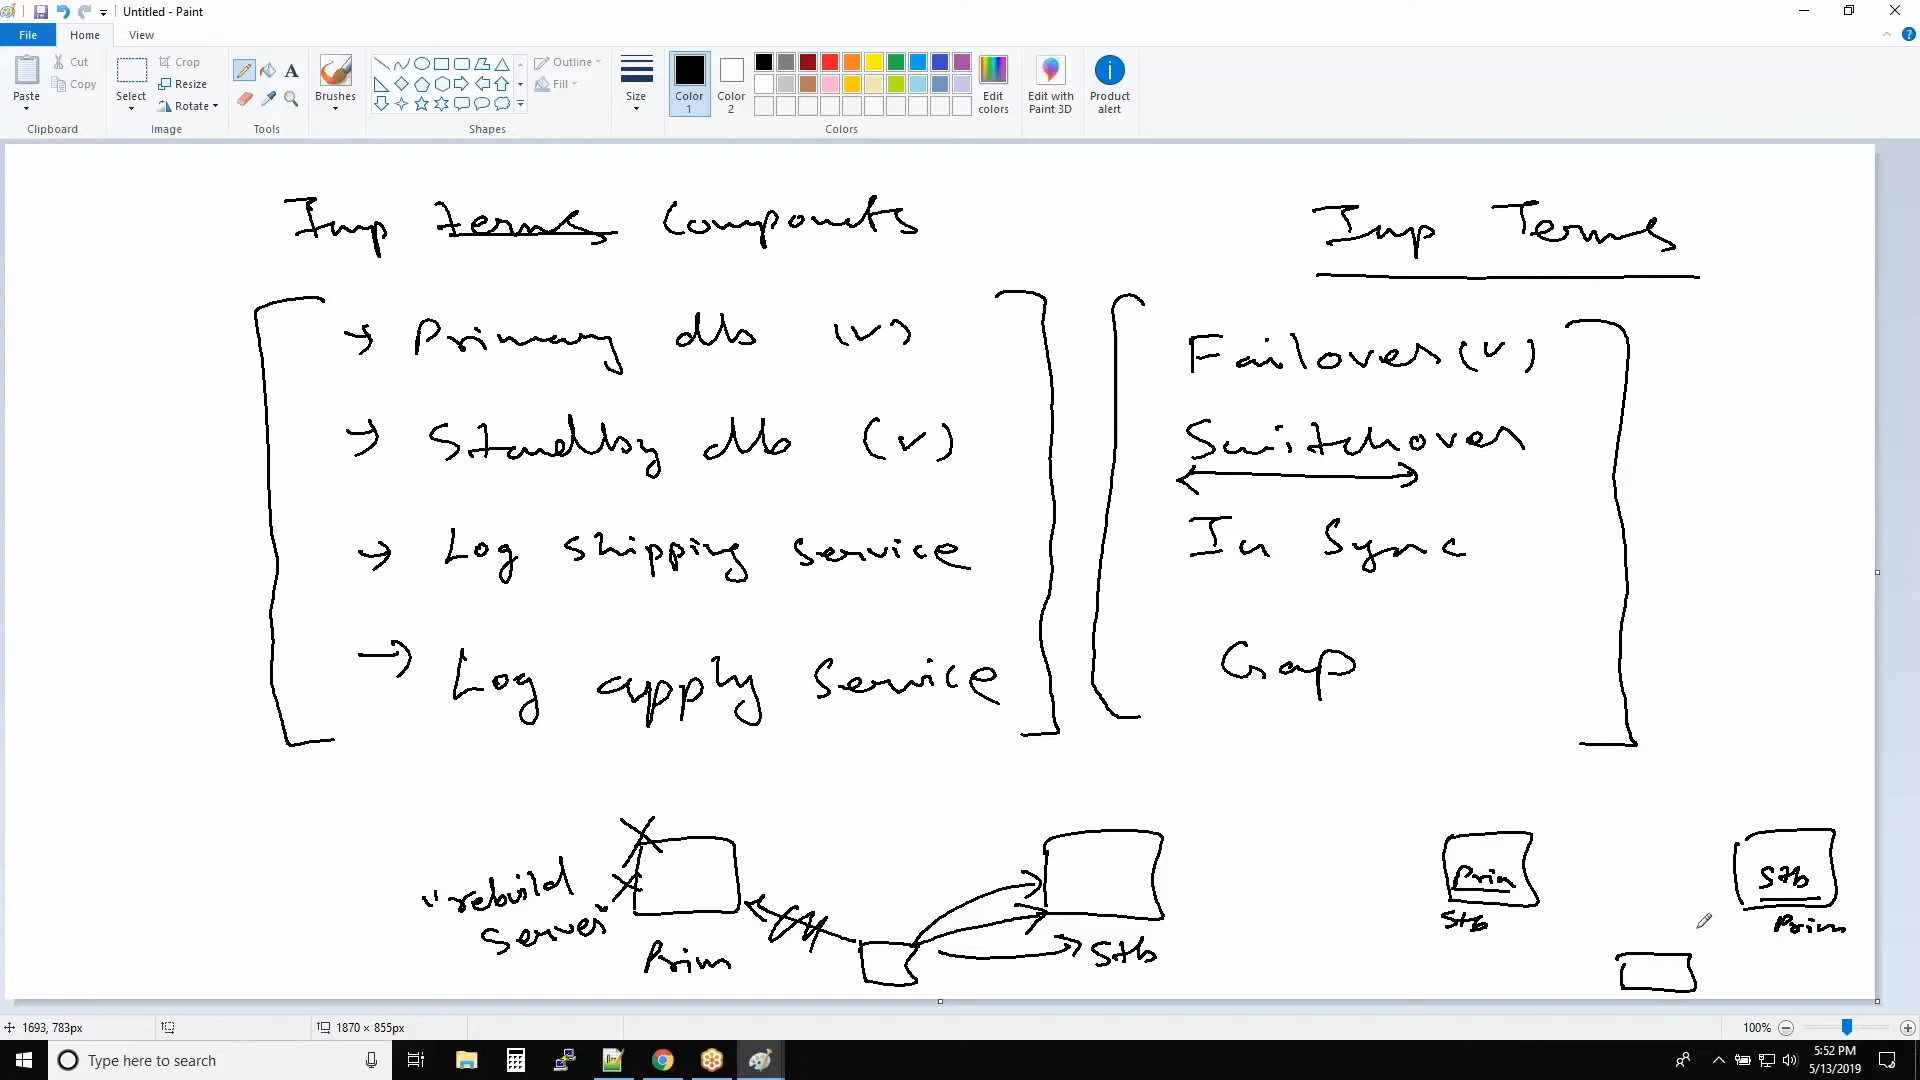 Untitled - Paint
File Home View
Paste Cut Copy Clipboard
Select Crop Resize Rotate Image
Tools
Brushes
Outline Fill Shapes
Size
Color 1 Color 2 Edit colors Colors
Edit with Paint 3D
Product alert
Imp terms Components
Imp Terms
→ Primary db (v)
→ Standby db (v)
→ Log shipping service
→ Log apply service
Failover (v)
Switchover
In Sync
Gap
"rebuild server"
Prim
Stb
Prim
Stb
Stb
Prim
1693, 783px
1870 × 855px
100%
Type here to search
5:52 PM
5/13/2019